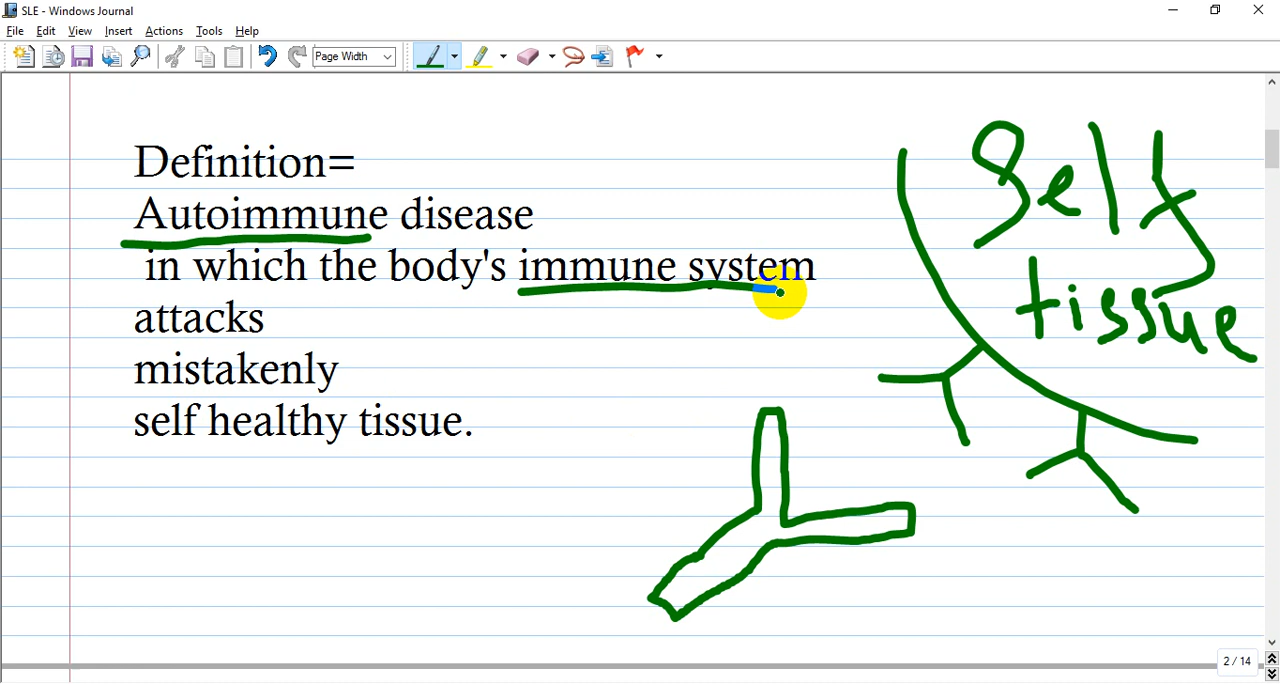 SLE - Windows Journal
File Edit View Insert Actions Tools Help
Page Width
Definition=
Autoimmune disease
in which the body's immune system
attacks
mistakenly
self healthy tissue.
Self
tissue
2 / 14